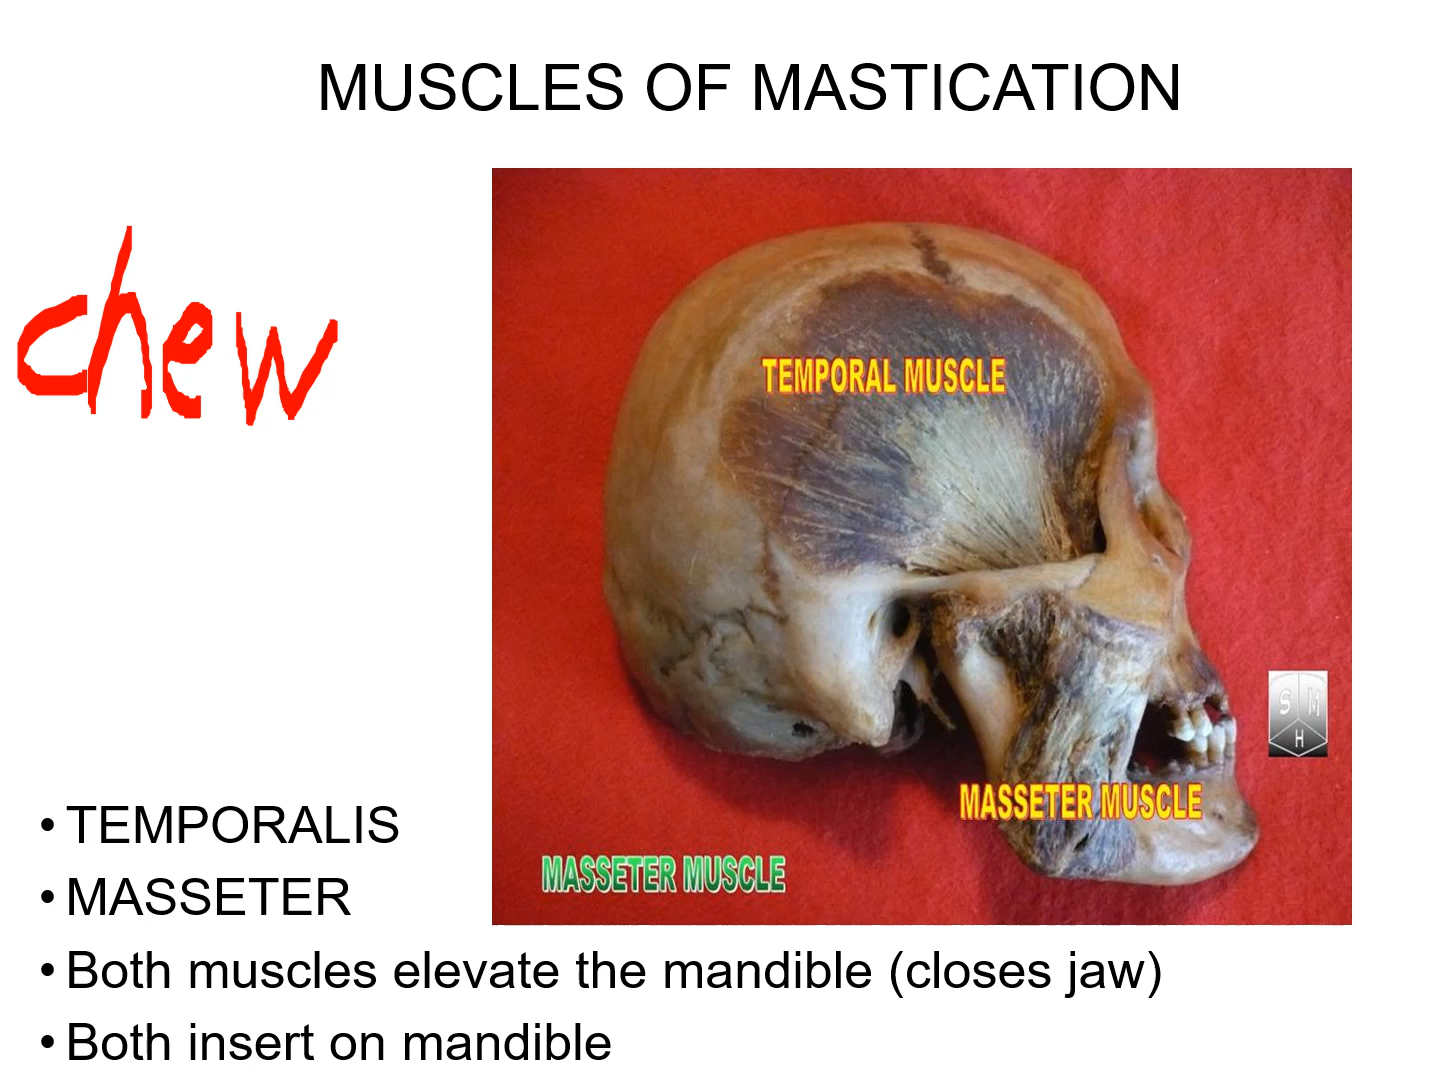 MUSCLES OF MASTICATION
chew
TEMPORAL MUSCLE
S M
H
MASSETER MUSCLE
MASSETER MUSCLE
• TEMPORALIS
• MASSETER
• Both muscles elevate the mandible (closes jaw)
• Both insert on mandible